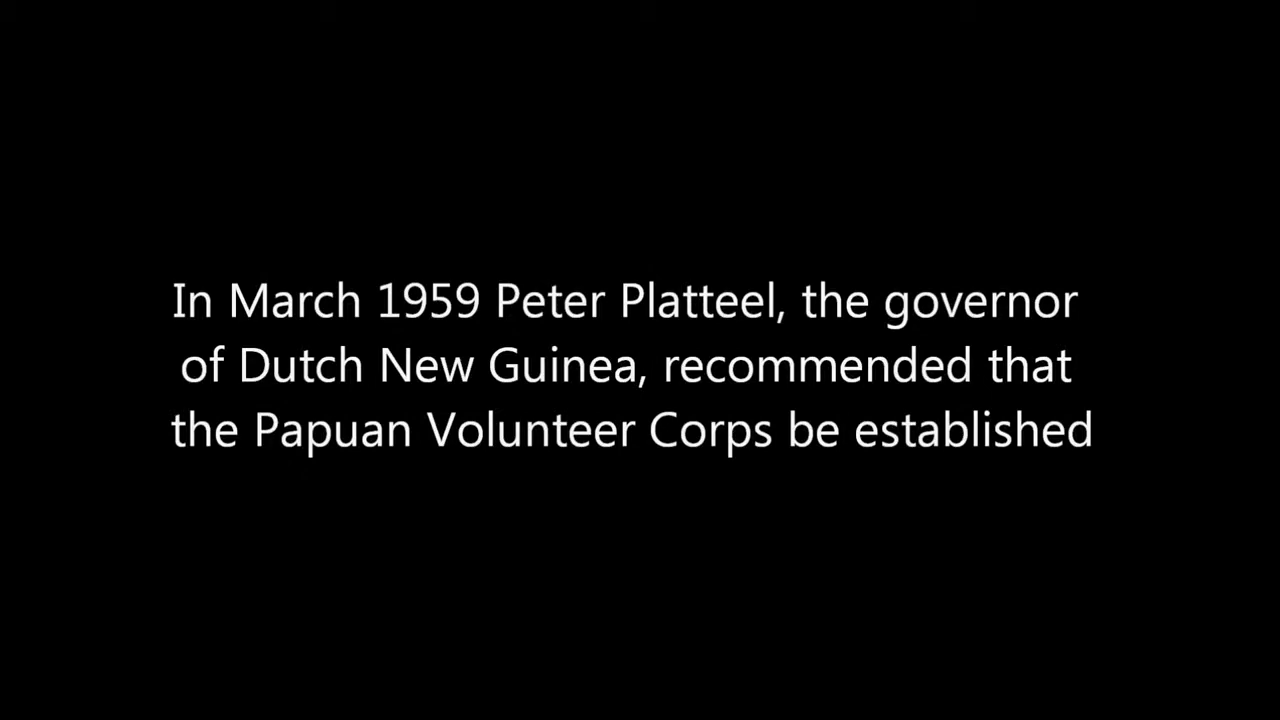 In March 1959 Peter Platteel, the governor
of Dutch New Guinea, recommended that
the Papuan Volunteer Corps be established